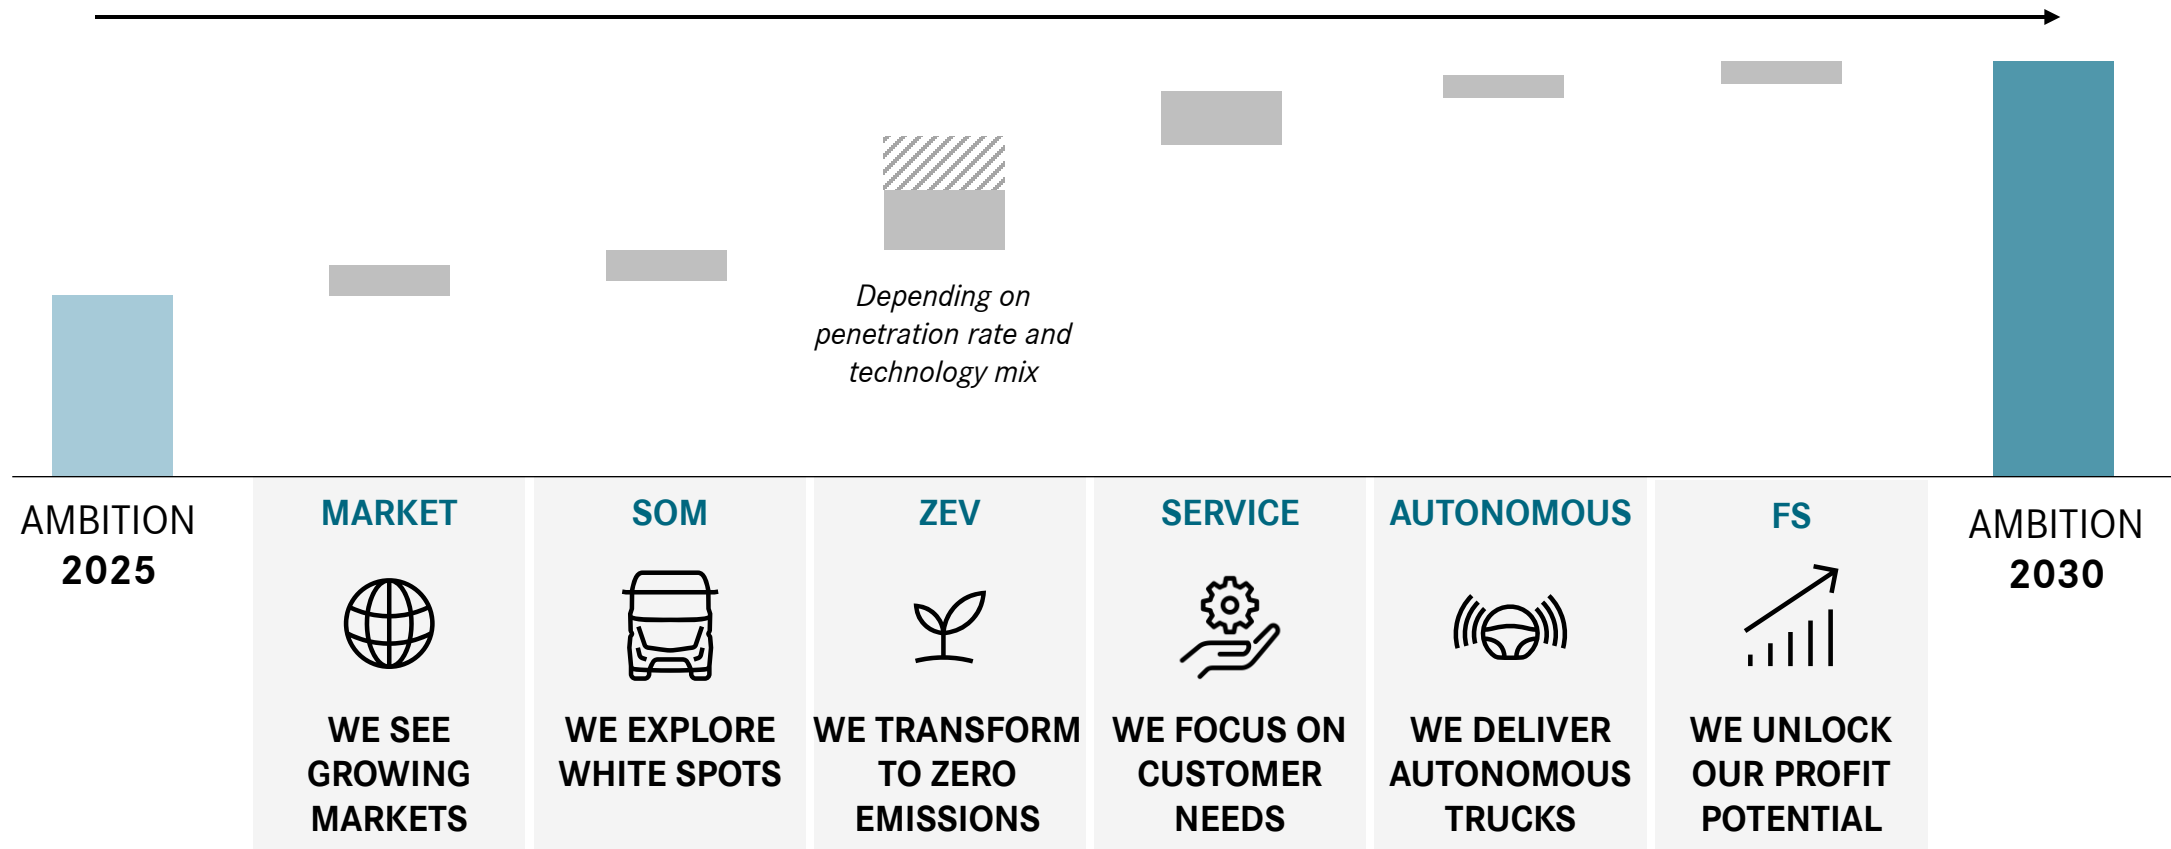 Depending on
penetration rate and
technology mix
AMBITION
2025
MARKET
WE SEE
GROWING
MARKETS
SOM
WE EXPLORE
WHITE SPOTS
ZEV
WE TRANSFORM
TO ZERO
EMISSIONS
SERVICE
WE FOCUS ON
CUSTOMER
NEEDS
AUTONOMOUS
WE DELIVER
AUTONOMOUS
TRUCKS
FS
WE UNLOCK
OUR PROFIT
POTENTIAL
AMBITION
2030